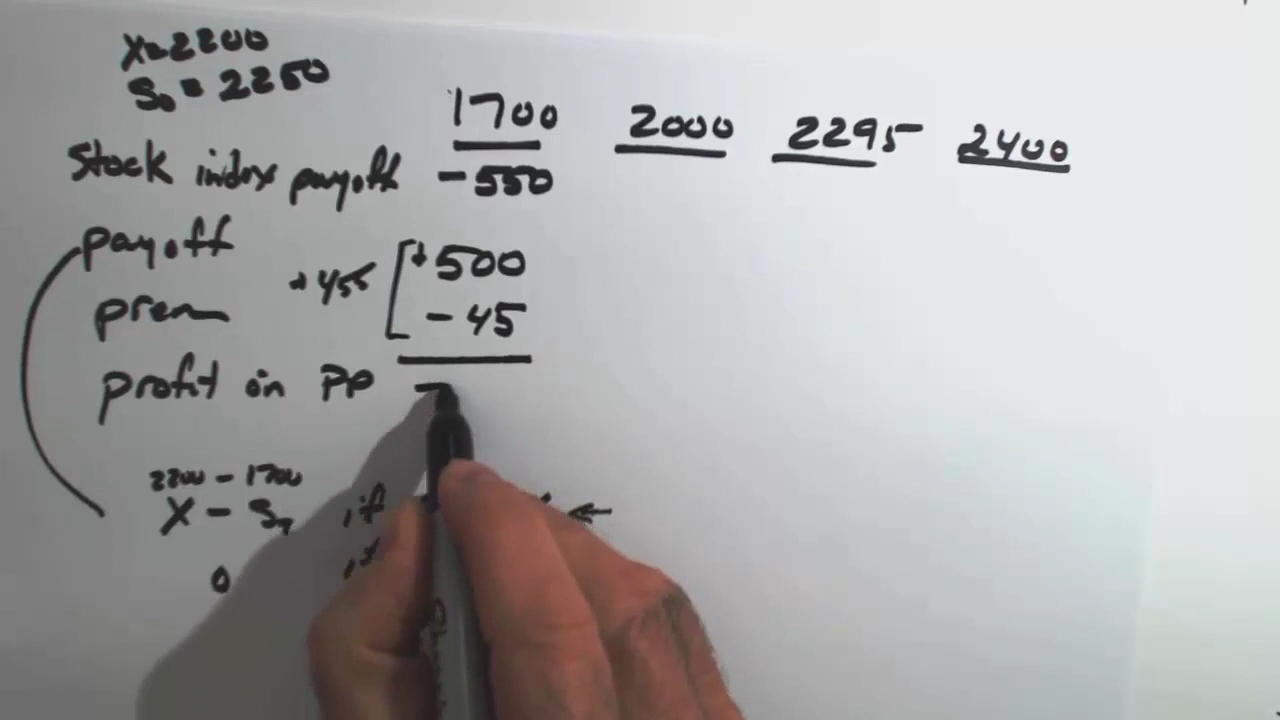 X=2200
S₀ = 2250
1700 2000 2295 2400
Stock index payoff -550
payoff +500
+455
prem - 45
profit on PP -
2200 - 1700
X - Sₜ , if ←
0 , if